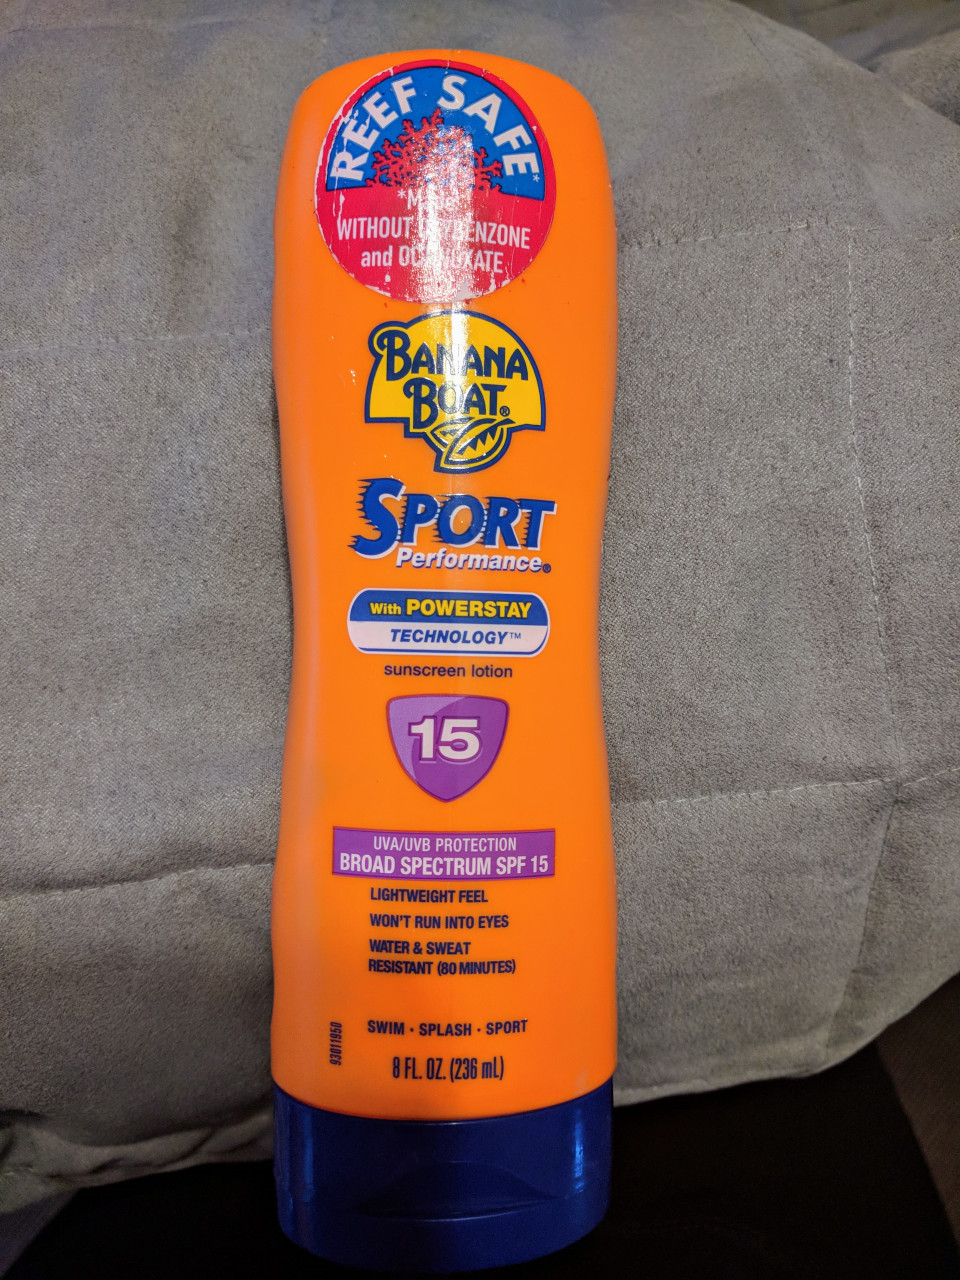 REEF SAFE*
WITHOUT
and
BANANA
BOAT®
SPORT
Performance®
With POWERSTAY
TECHNOLOGY™
sunscreen lotion
15
UVA/UVB PROTECTION
BROAD SPECTRUM SPF 15
LIGHTWEIGHT FEEL
WON'T RUN INTO EYES
WATER & SWEAT
RESISTANT (80 MINUTES)
93011950
SWIM · SPLASH · SPORT
8 FL. OZ. (236 mL)